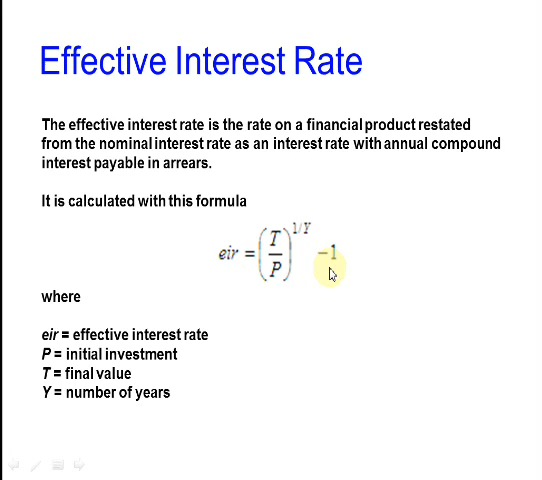 Effective Interest Rate
The effective interest rate is the rate on a financial product restated
from the nominal interest rate as an interest rate with annual compound
interest payable in arrears.
It is calculated with this formula
eir = (T/P)^1/Y −1
where
eir = effective interest rate
P = initial investment
T = final value
Y = number of years